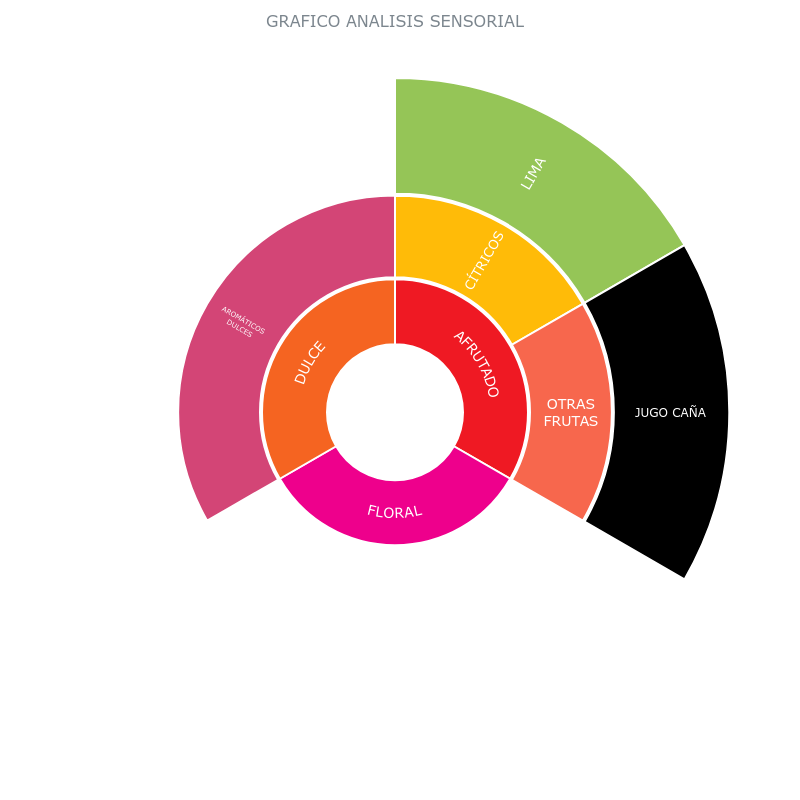 GRAFICO ANALISIS SENSORIAL
LIMA
CÍTRICOS
AROMÁTICOS
DULCES
DULCE
AFRUTADO
OTRAS
FRUTAS
JUGO CAÑA
FLORAL